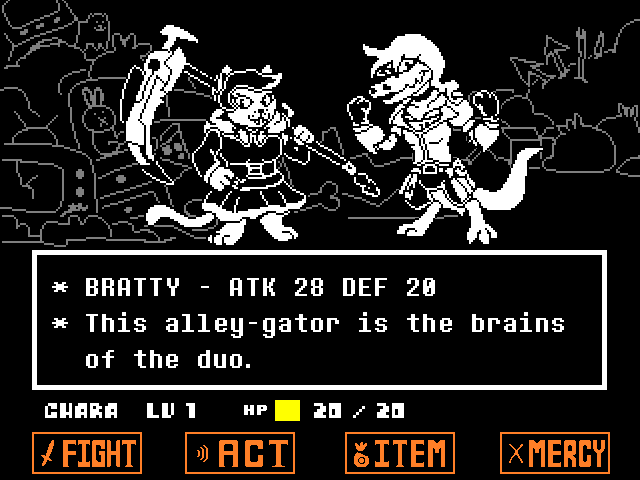 * BRATTY - ATK 28 DEF 20
* This alley-gator is the brains
of the duo.
CHARA LV 1 HP 20 / 20
FIGHT ACT ITEM MERCY